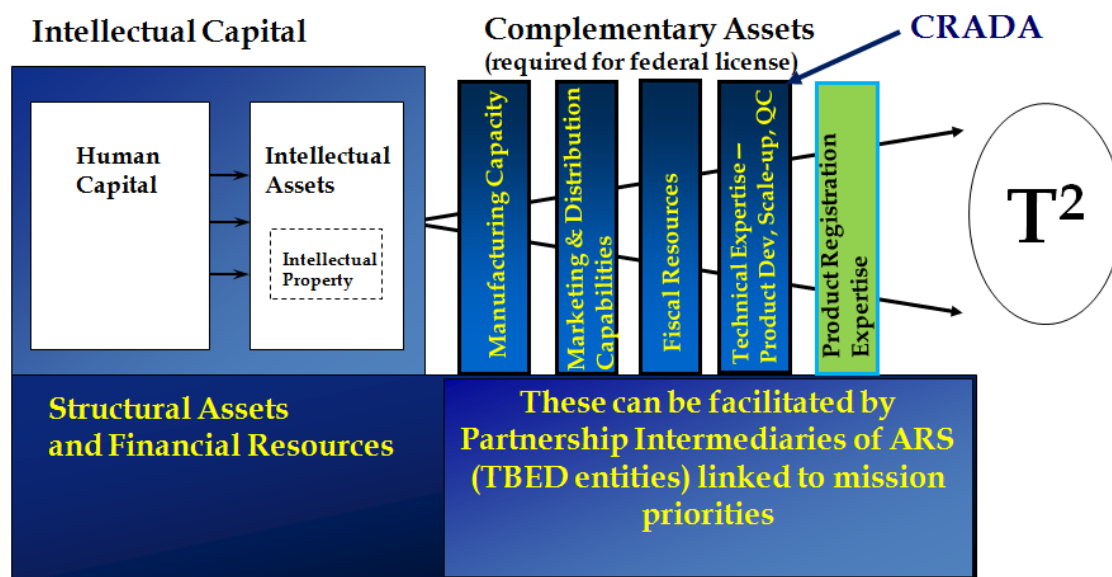 Intellectual Capital
Complementary Assets
(required for federal license)
CRADA
Human
Capital
Intellectual
Assets
Intellectual
Property
Manufacturing Capacity
Marketing & Distribution
Capabilities
Fiscal Resources
Technical Expertise—
Product Dev, Scale-up, QC
Product Registration
Expertise
T²
Structural Assets
and Financial Resources
These can be facilitated by
Partnership Intermediaries of ARS
(TBED entities) linked to mission
priorities